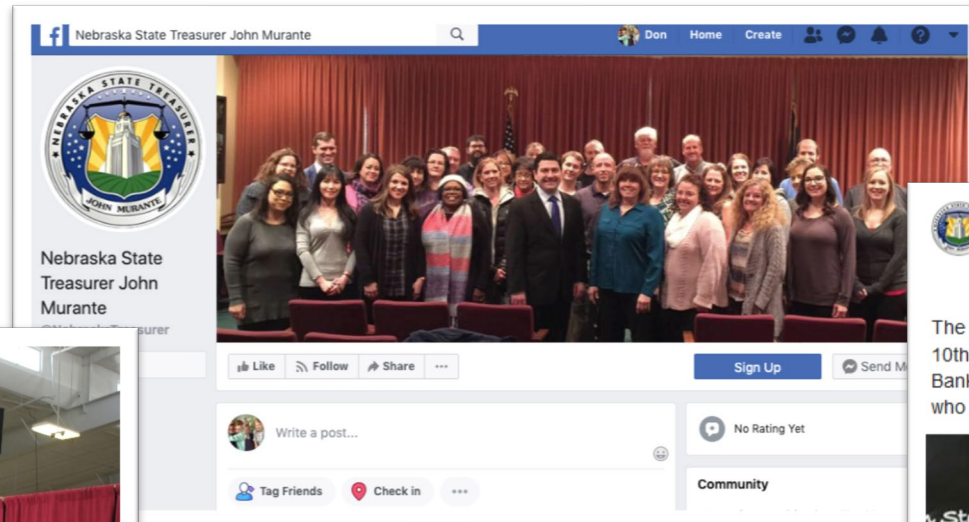 Nebraska State Treasurer John Murante
Don
Home
Create
NEBRASKA STATE TREASURER
JOHN MURANTE
Nebraska State
Treasurer John
Murante
Like
Follow
Share
Sign Up
Send
Write a post...
No Rating Yet
Tag Friends
Check in
Community
The
10th
Bank
who